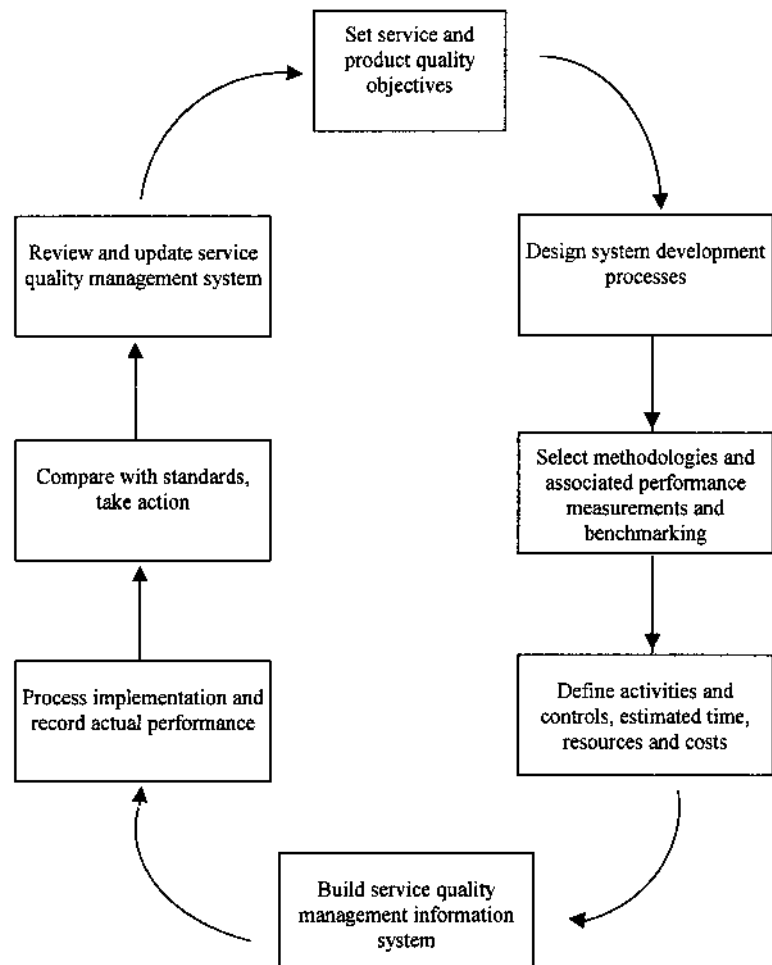 Set service and
product quality
objectives
Design system development
processes
Select methodologies and
associated performance
measurements and
benchmarking
Define activities and
controls, estimated time,
resources and costs
Build service quality
management information
system
Process implementation and
record actual performance
Compare with standards,
take action
Review and update service
quality management system